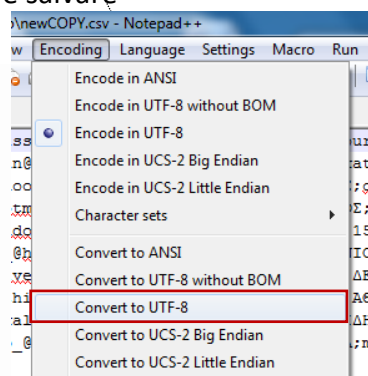 e salvare
\newCOPY.csv - Notepad++
w Encoding Language Settings Macro Run
Encode in ANSI
Encode in UTF-8 without BOM
Encode in UTF-8
Encode in UCS-2 Big Endian
Encode in UCS-2 Little Endian
Character sets
Convert to ANSI
Convert to UTF-8 without BOM
Convert to UTF-8
Convert to UCS-2 Big Endian
Convert to UCS-2 Little Endian